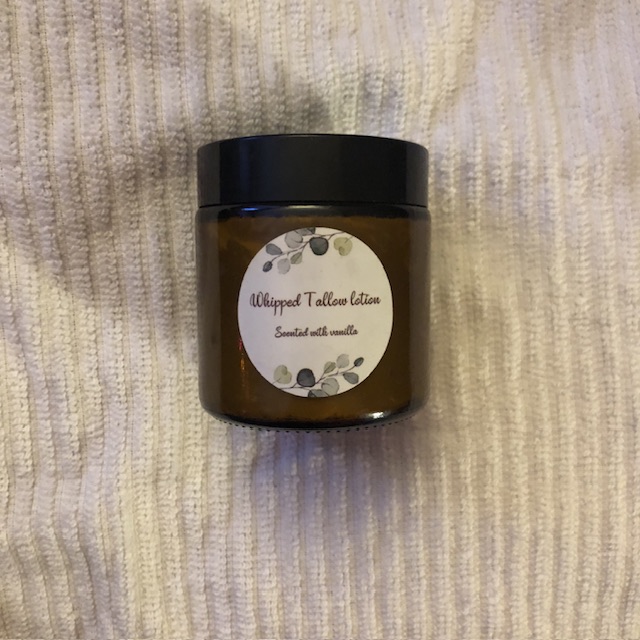 Whipped Tallow lotion
Scented with vanilla